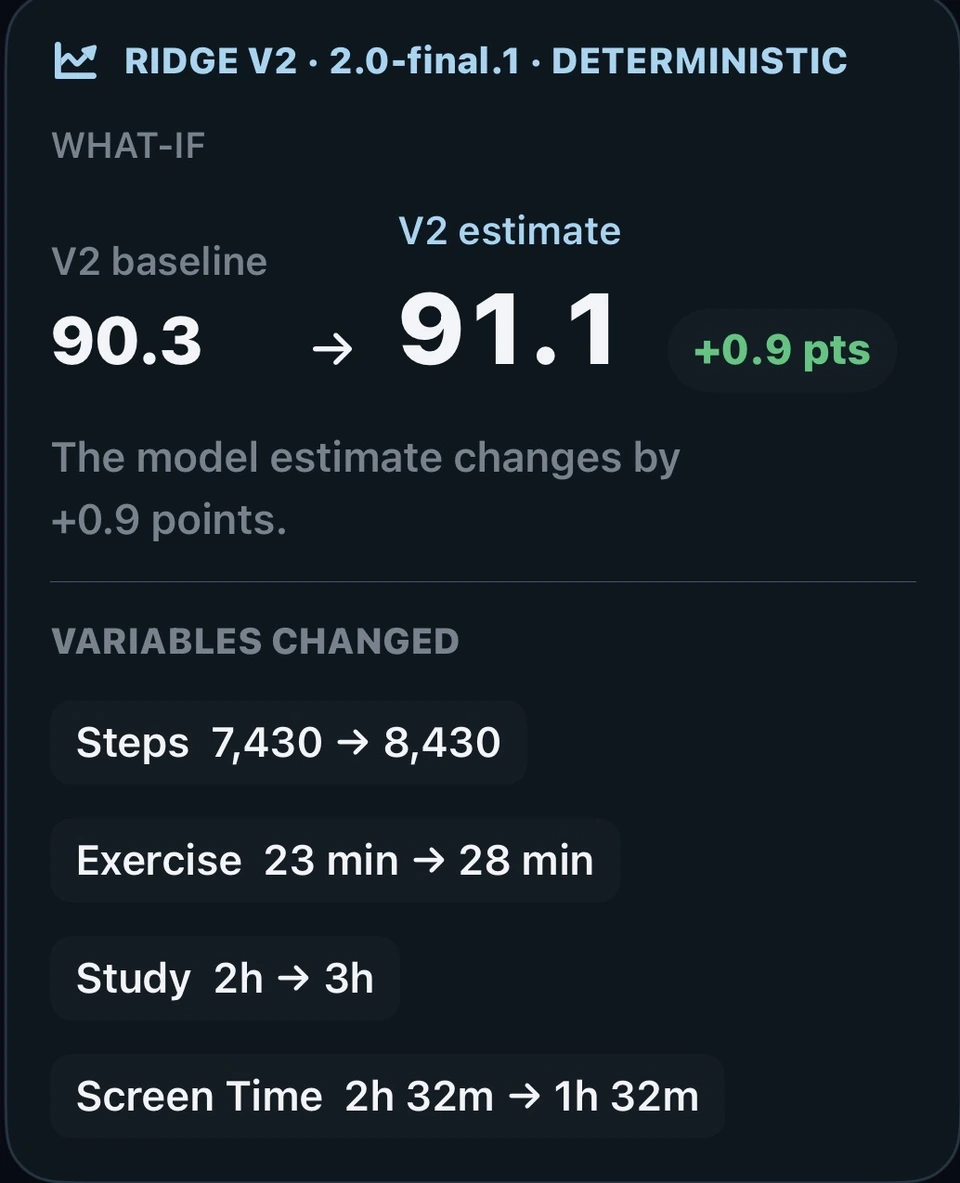 RIDGE V2 · 2.0-final.1 · DETERMINISTIC
WHAT-IF
V2 baseline
90.3
→
V2 estimate
91.1
+0.9 pts
The model estimate changes by
+0.9 points.
VARIABLES CHANGED
Steps 7,430 → 8,430
Exercise 23 min → 28 min
Study 2h → 3h
Screen Time 2h 32m → 1h 32m